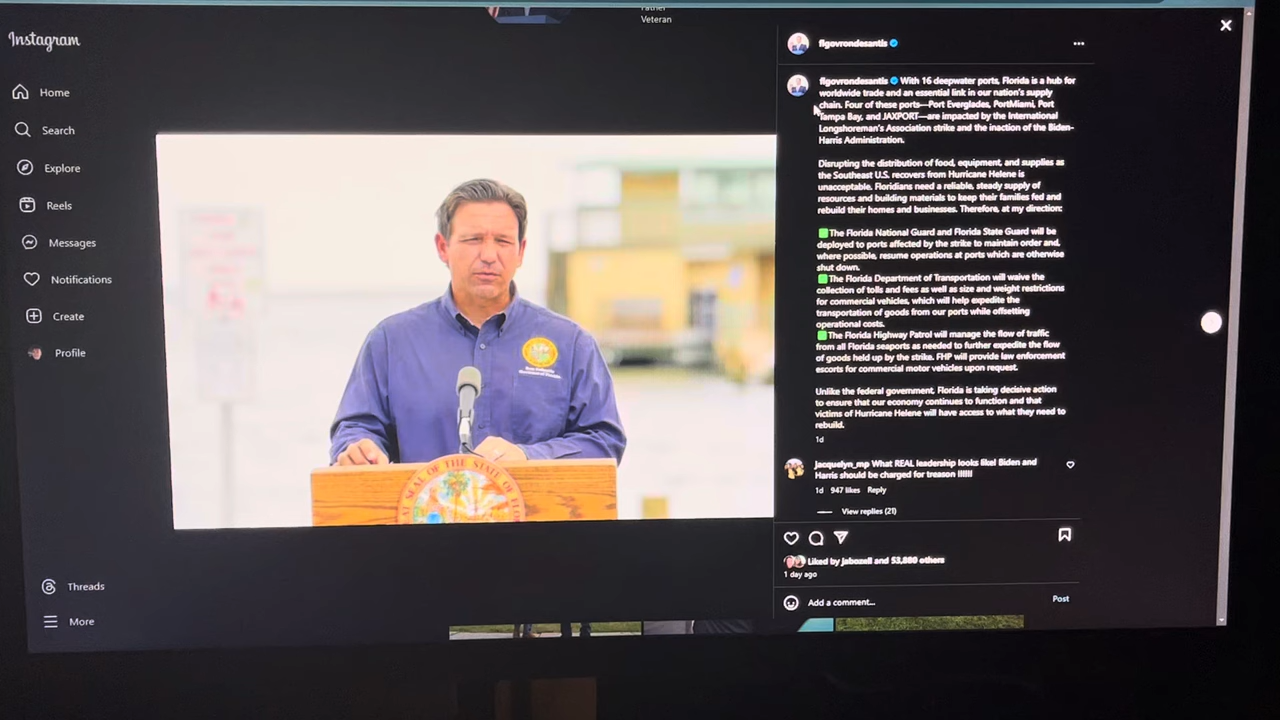 Father
Veteran
Instagram
Home
Search
Explore
Reels
Messages
Notifications
Create
Profile
Threads
More
flgovrondesantis
flgovrondesantis With 16 deepwater ports, Florida is a hub for
worldwide trade and an essential link in our nation's supply
chain. Four of these ports—Port Everglades, PortMiami, Port
Tampa Bay, and JAXPORT—are impacted by the International
Longshoreman's Association strike and the inaction of the Biden-
Harris Administration.
Disrupting the distribution of food, equipment, and supplies as
the Southeast U.S. recovers from Hurricane Helene is
unacceptable. Floridians need a reliable, steady supply of
resources and building materials to keep their families fed and
rebuild their homes and businesses. Therefore, at my direction:
The Florida National Guard and Florida State Guard will be
deployed to ports affected by the strike to maintain order and,
where possible, resume operations at ports which are otherwise
shut down.
The Florida Department of Transportation will waive the
collection of tolls and fees as well as size and weight restrictions
for commercial vehicles, which will help expedite the
transportation of goods from our ports while offsetting
operational costs.
The Florida Highway Patrol will manage the flow of traffic
from all Florida seaports as needed to further expedite the flow
of goods held up by the strike. FHP will provide law enforcement
escorts for commercial motor vehicles upon request.
Unlike the federal government, Florida is taking decisive action
to ensure that our economy continues to function and that
victims of Hurricane Helene will have access to what they need to
rebuild.
1d
jacquelyn_mp What REAL leadership looks like! Biden and
Harris should be charged for treason !!!!!!
1d 947 likes Reply
View replies (21)
Liked by jabozell and 53,880 others
1 day ago
Add a comment...
Post
SEAL OF THE STATE OF